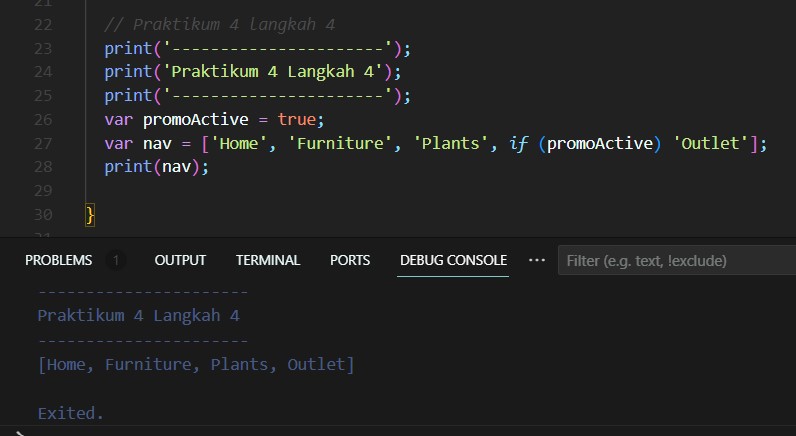 21
22 // Praktikum 4 langkah 4
23 print('----------------------');
24 print('Praktikum 4 Langkah 4');
25 print('----------------------');
26 var promoActive = true;
27 var nav = ['Home', 'Furniture', 'Plants', if (promoActive) 'Outlet'];
28 print(nav);
29
30 }
31
PROBLEMS 1 OUTPUT TERMINAL PORTS DEBUG CONSOLE ··· Filter (e.g. text, !exclude)
----------------------
Praktikum 4 Langkah 4
----------------------
[Home, Furniture, Plants, Outlet]
Exited.